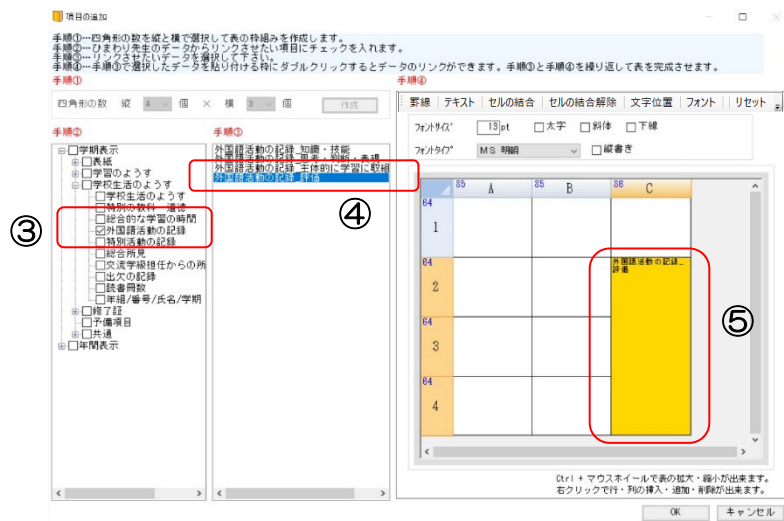 項目の追加
手順①…四角形の数を縦と横で選択して表の枠組みを作成します。
手順②…ひまわり先生のデータからリンクさせたい項目にチェックを入れます。
手順③…リンクさせたいデータを選択して下さい。
手順④…手順③で選択したデータを貼り付ける枠にダブルクリックするとデータのリンクができます。手順③と手順④を繰り返して表を完成させます。
手順①
四角形の数 縦 4 個 × 横 3 個 作成
手順②
学期表示
表紙
学習のようす
学校生活のようす
学校生活のようす
特別の教科 道徳
総合的な学習の時間
外国語活動の記録
特別活動の記録
総合所見
交流学級担任からの所
出欠の記録
読書冊数
年組/番号/氏名/学期
修了証
予備項目
共通
年間表示
③
手順③
外国語活動の記録_知識・技能
外国語活動の記録_思考・判断・表現
外国語活動の記録_主体的に学習に取組
外国語活動の記録_評価
④
手順④
罫線 テキスト セルの結合 セルの結合解除 文字位置 フォント リセット
フォントサイズ 13 pt 太字 斜体 下線
フォントタイプ MS 明朝 縦書き
85 A 85 B 86 C
64
1
64
2
64
3
64
4
外国語活動の記録_
評価
⑤
Ctrl + マウスホイールで表の拡大・縮小が出来ます。
右クリックで行・列の挿入・追加・削除が出来ます。
OK キャンセル